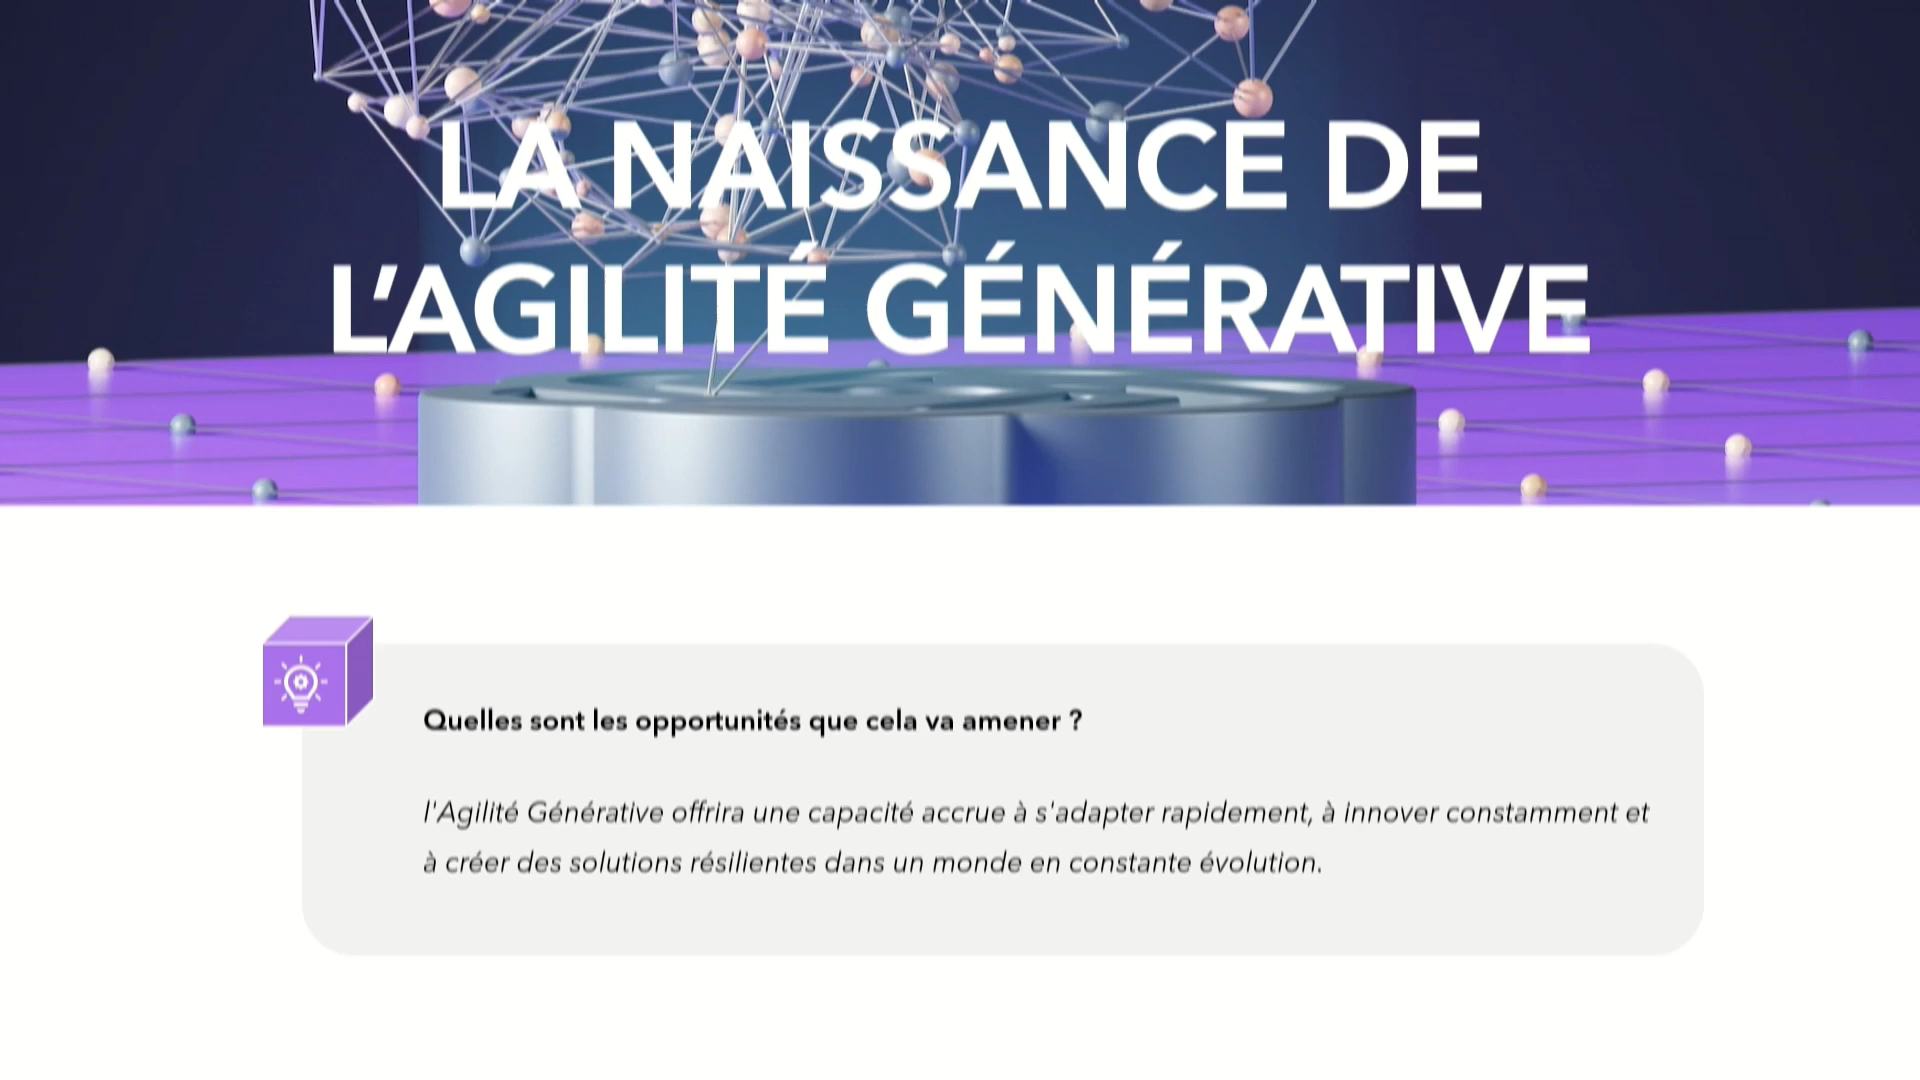 LA NAISSANCE DE
L’AGILITÉ GÉNÉRATIVE
Quelles sont les opportunités que cela va amener ?
l'Agilité Générative offrira une capacité accrue à s'adapter rapidement, à innover constamment et
à créer des solutions résilientes dans un monde en constante évolution.